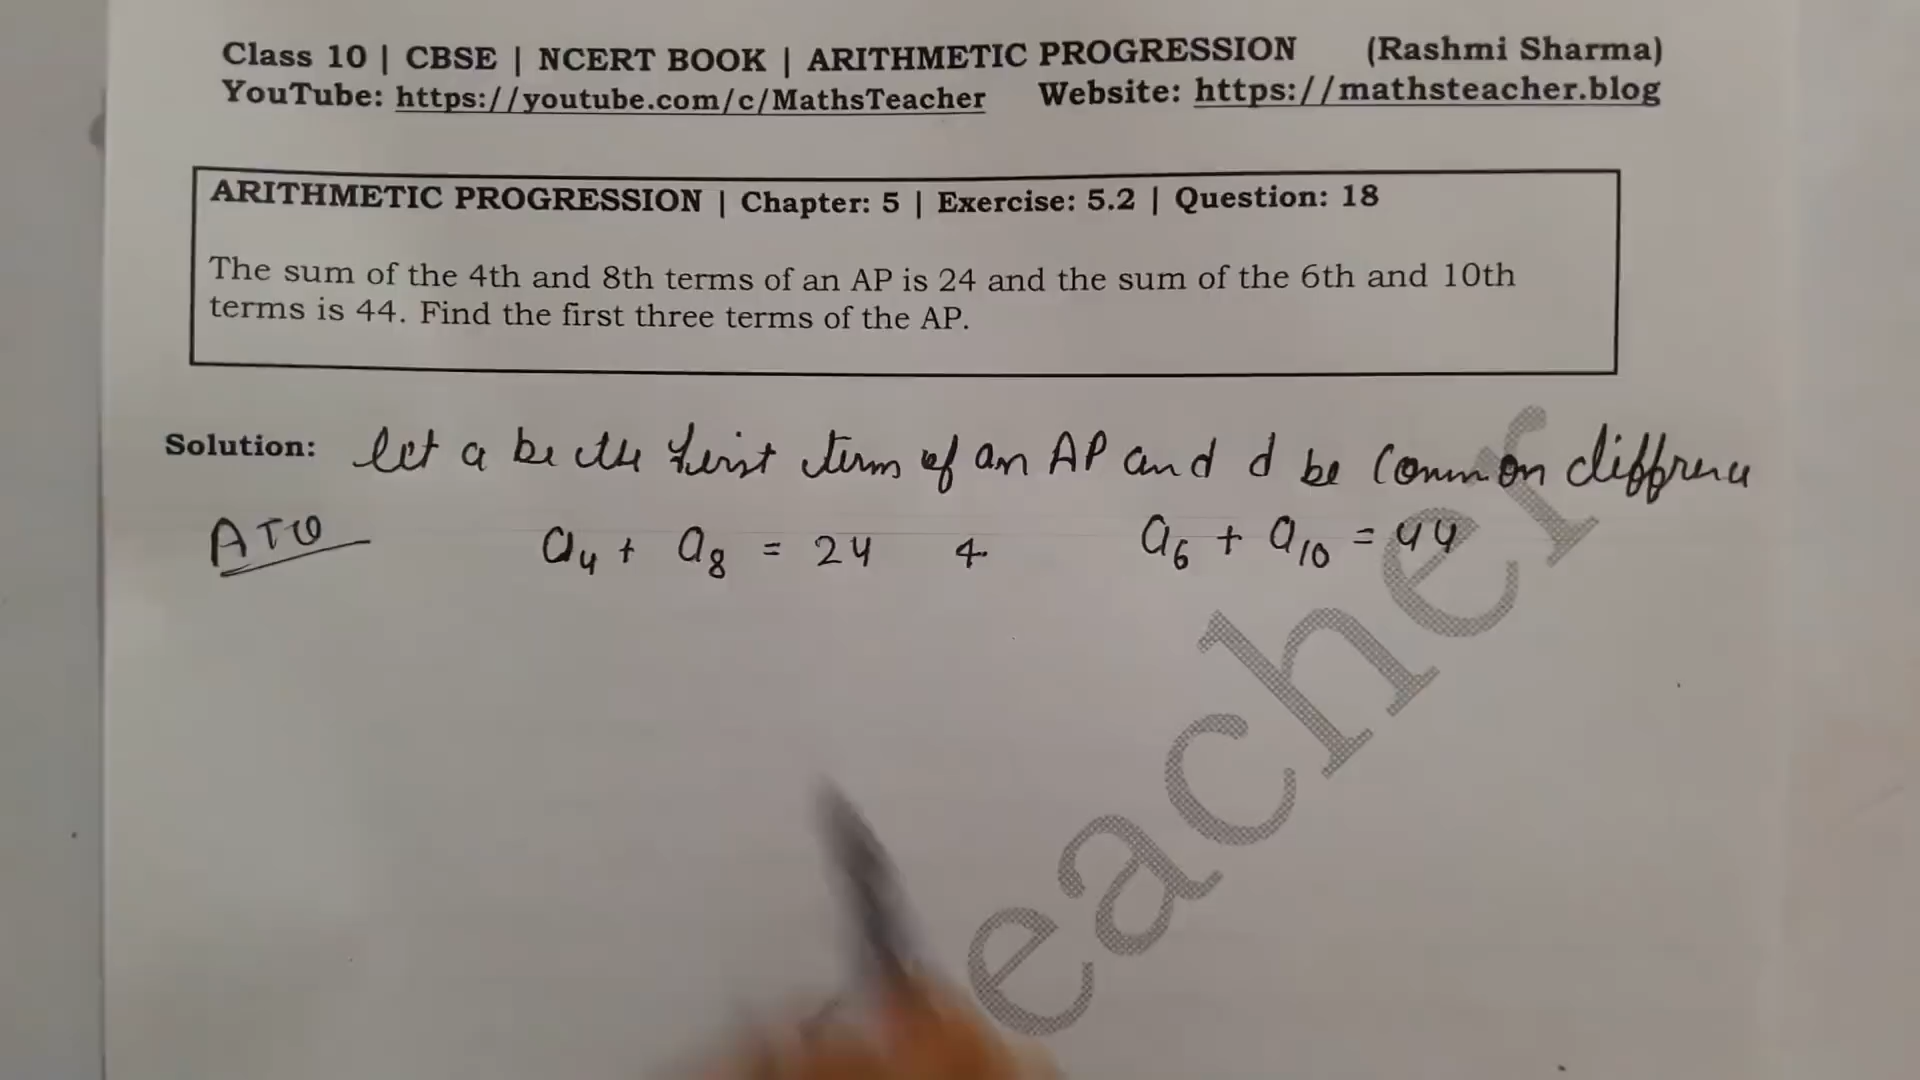 Class 10 | CBSE | NCERT BOOK | ARITHMETIC PROGRESSION (Rashmi Sharma)
YouTube: https://youtube.com/c/MathsTeacher Website: https://mathsteacher.blog
ARITHMETIC PROGRESSION | Chapter: 5 | Exercise: 5.2 | Question: 18
The sum of the 4th and 8th terms of an AP is 24 and the sum of the 6th and 10th
terms is 44. Find the first three terms of the AP.
Solution: let a be the first term of an AP and d be common diffrence
ATQ a₄ + a₈ = 24 & a₆ + a₁₀ = 44
eacher